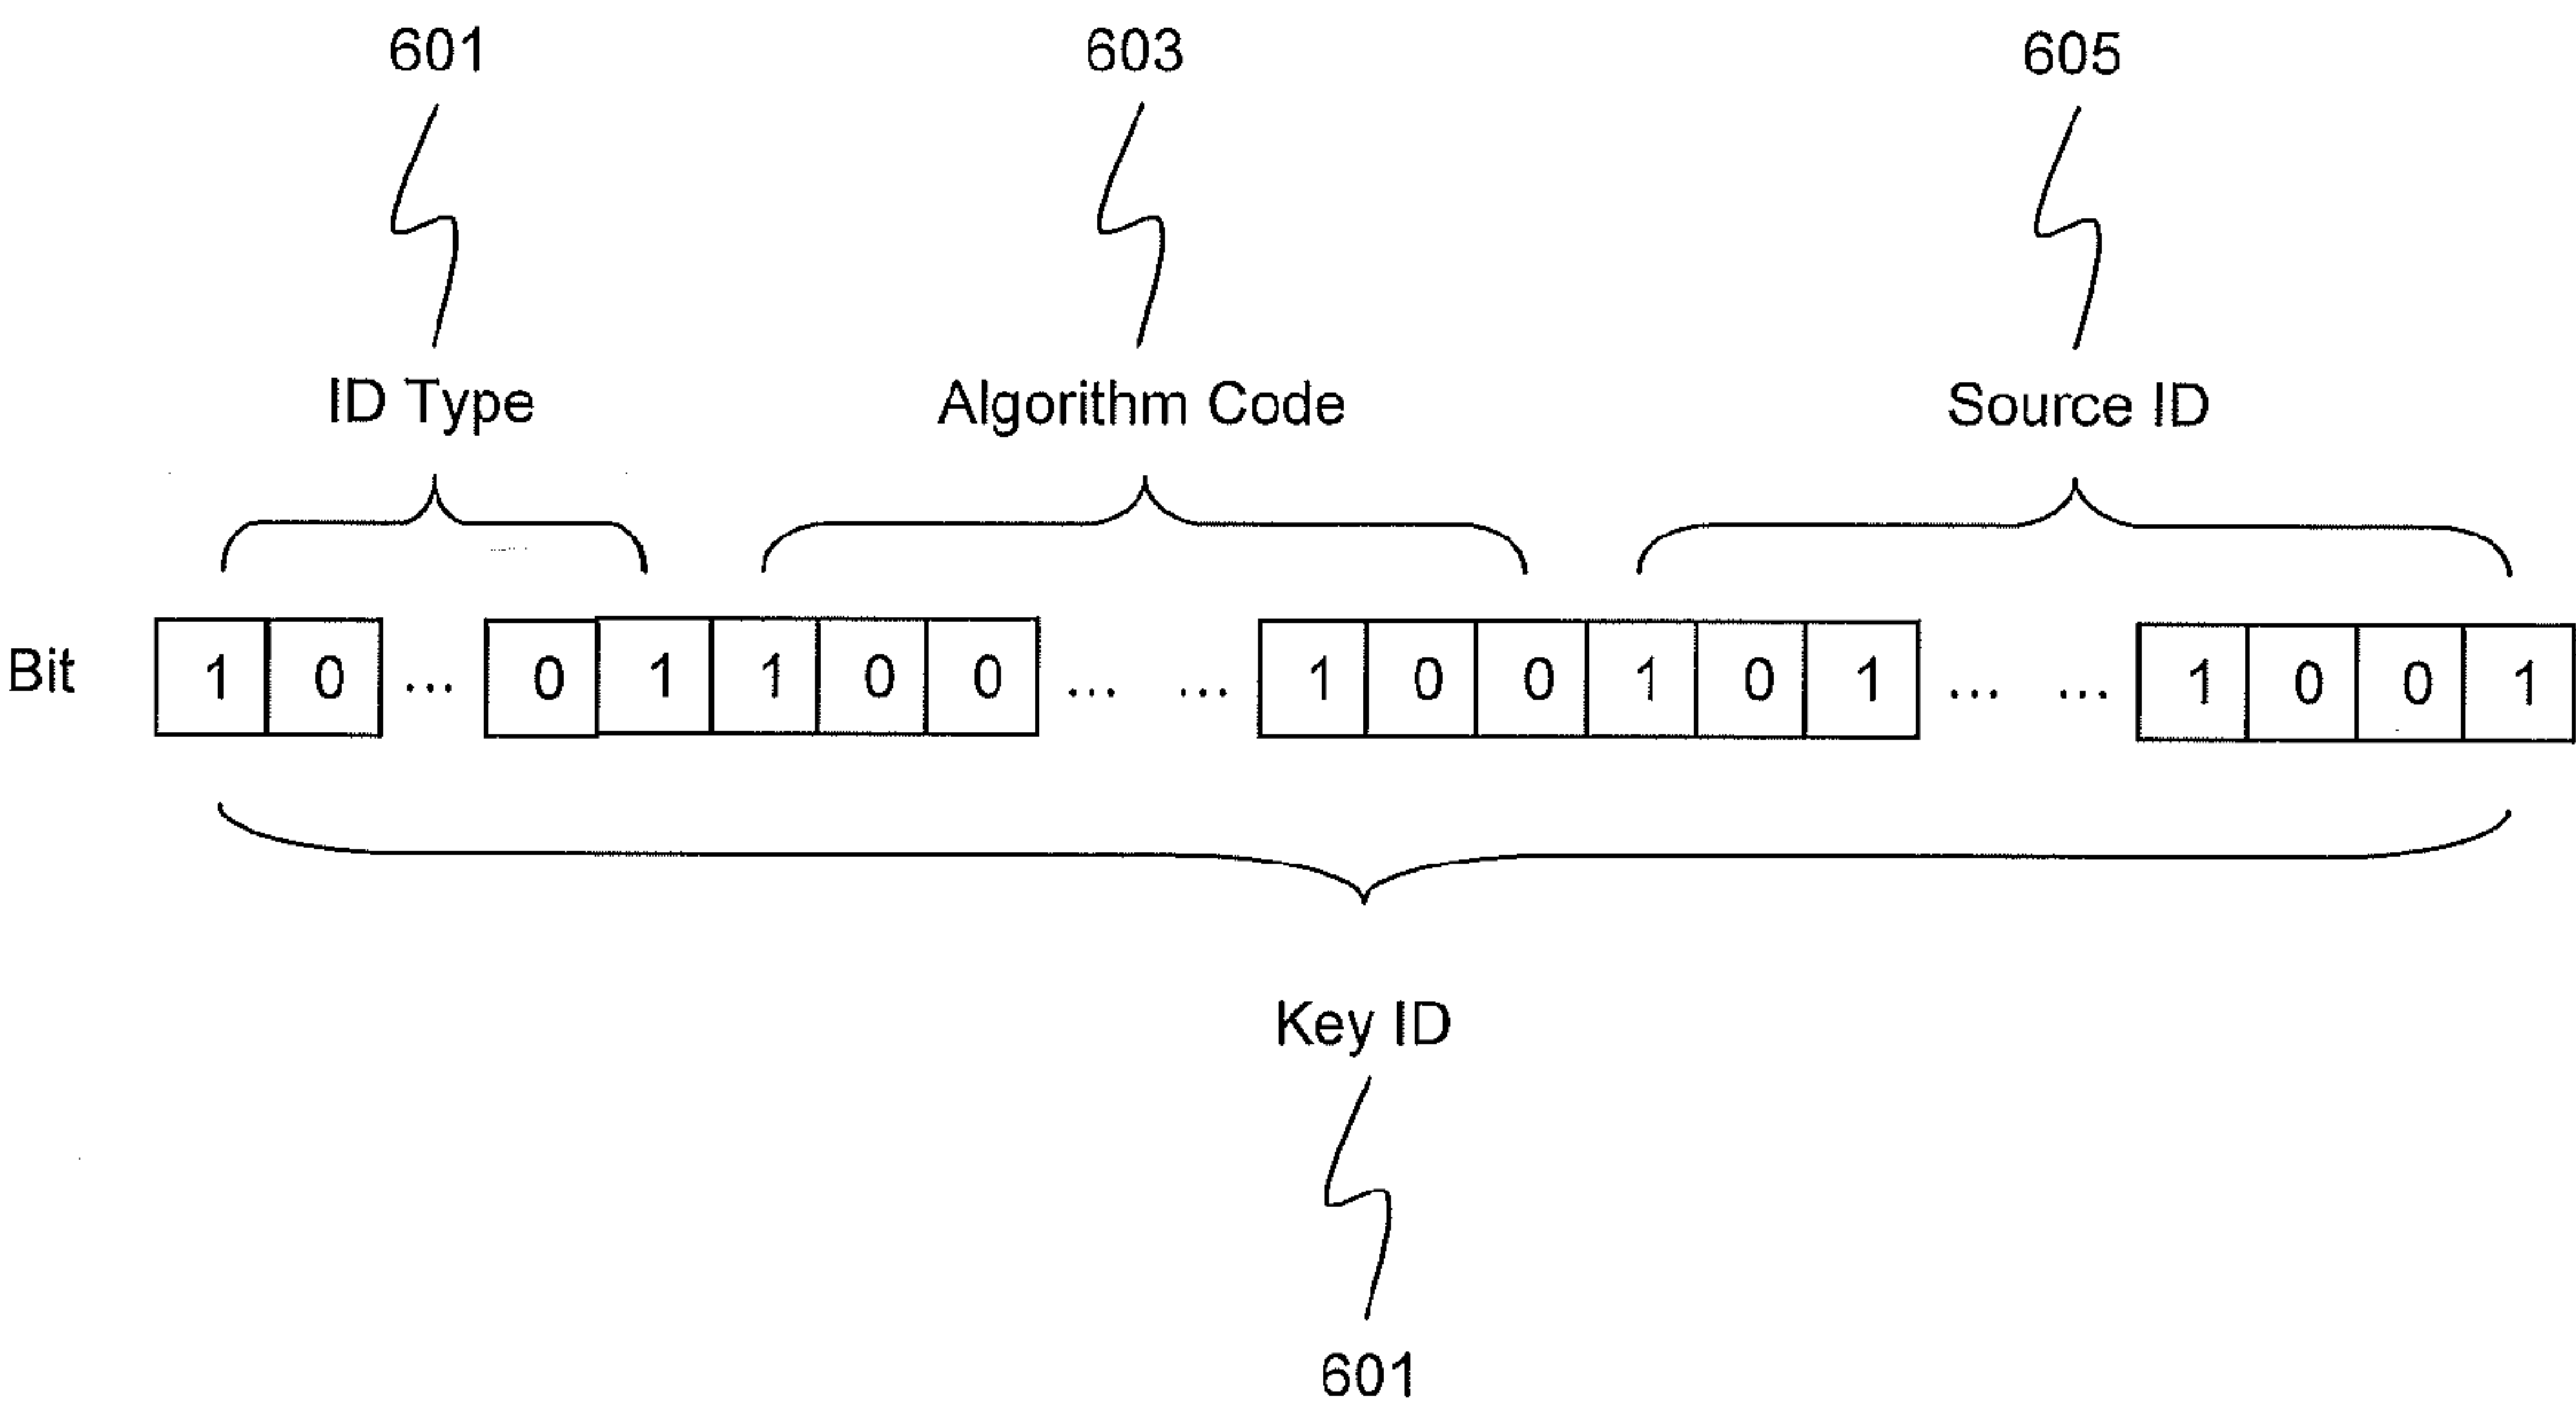 601 603 605
ID Type Algorithm Code Source ID
Bit 1 0 ... 0 1 1 0 0 ... ... 1 0 0 1 0 1 ... ... 1 0 0 1
Key ID
601